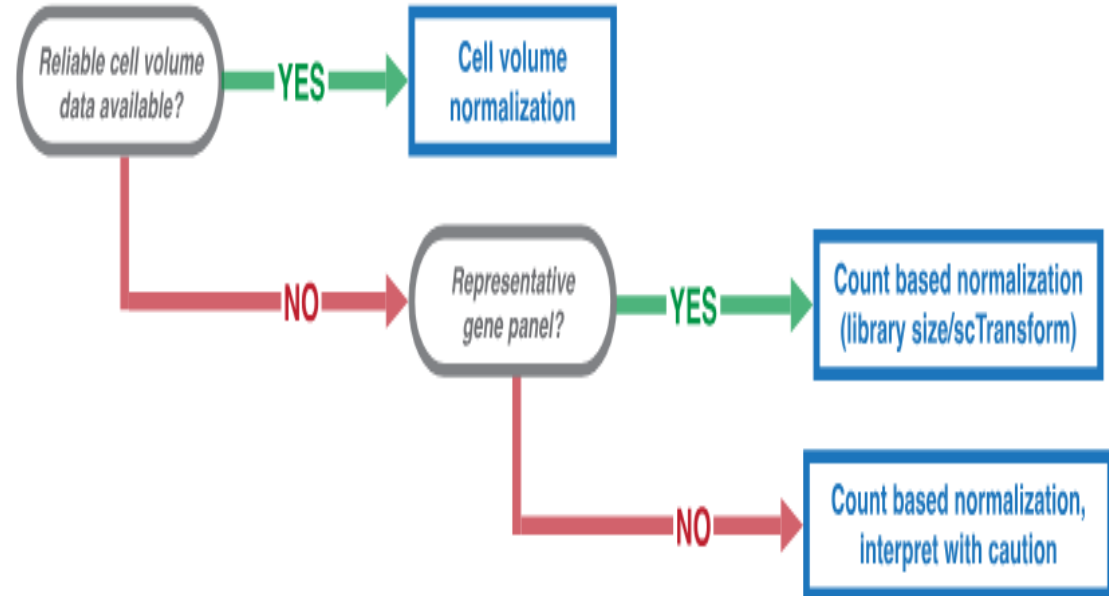 Reliable cell volume
data available?
YES
Cell volume
normalization
NO
Representative
gene panel?
YES
Count based normalization
(library size/scTransform)
NO
Count based normalization,
interpret with caution